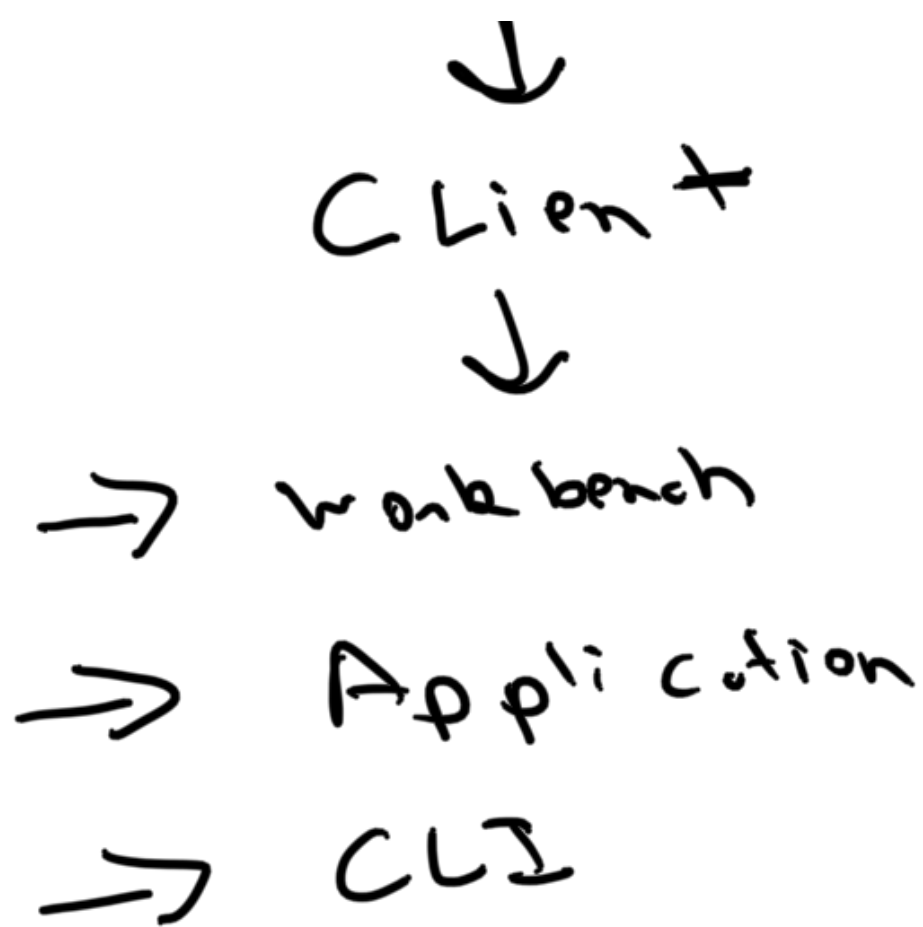 ↓
CLient
↓
→ workbench
→ Application
→ CLI